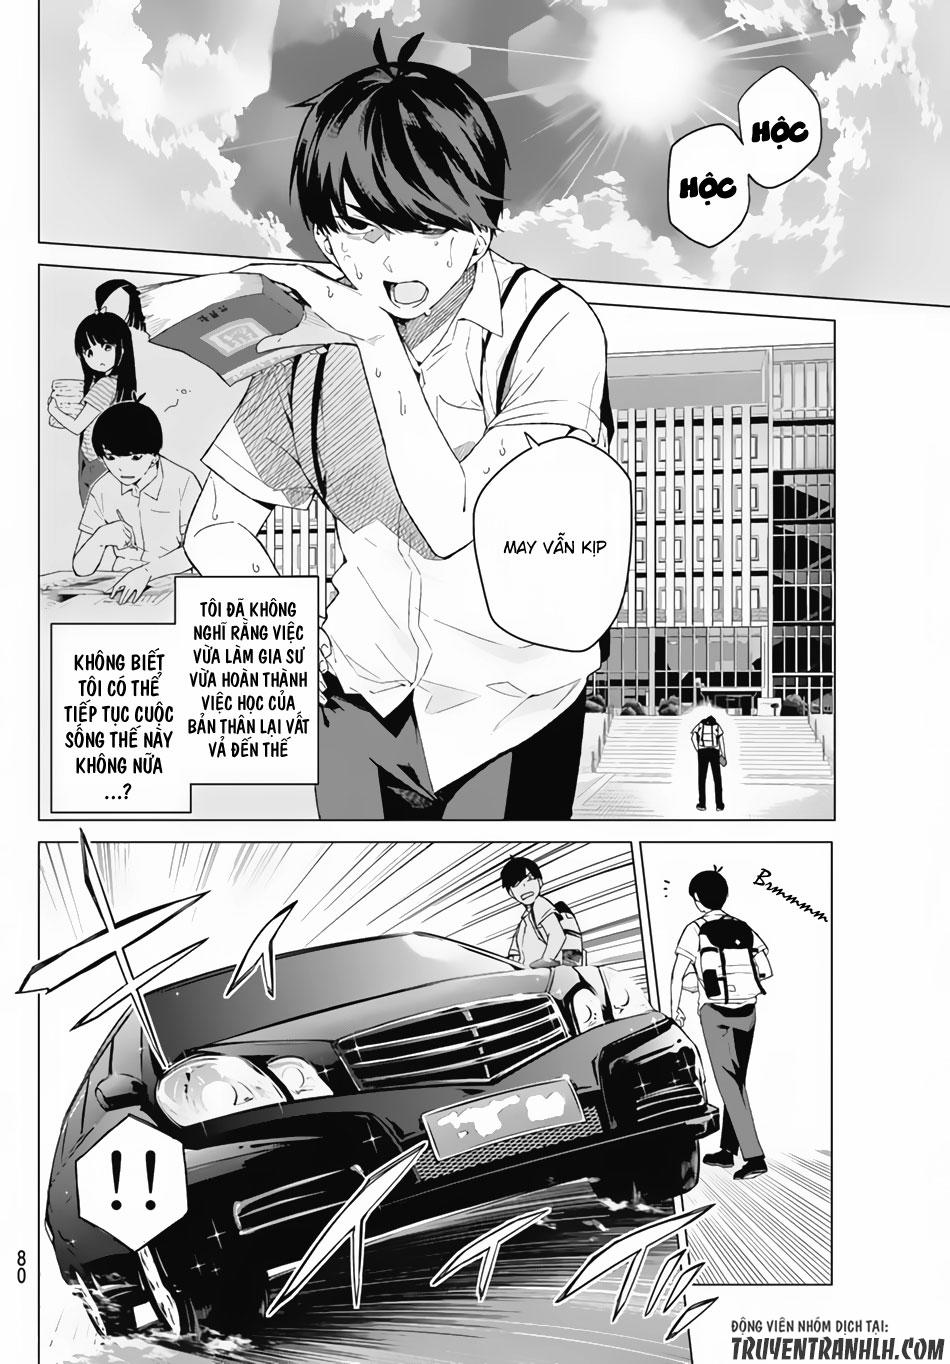 HỘC
HỘC
MAY VẪN KỊP
TÔI ĐÃ KHÔNG
NGHĨ RẰNG VIỆC
VỪA LÀM GIA SƯ
VỪA HOÀN THÀNH
VIỆC HỌC CỦA
BẢN THÂN LẠI VẤT
VẢ ĐẾN THẾ
KHÔNG BIẾT
TÔI CÓ THỂ
TIẾP TỤC CUỘC
SỐNG THẾ NÀY
KHÔNG NỮA
...?
Brmmmmm
!!
80
ĐỘNG VIÊN NHÓM DỊCH TẠI:
TRUYENTRANHLH.COM